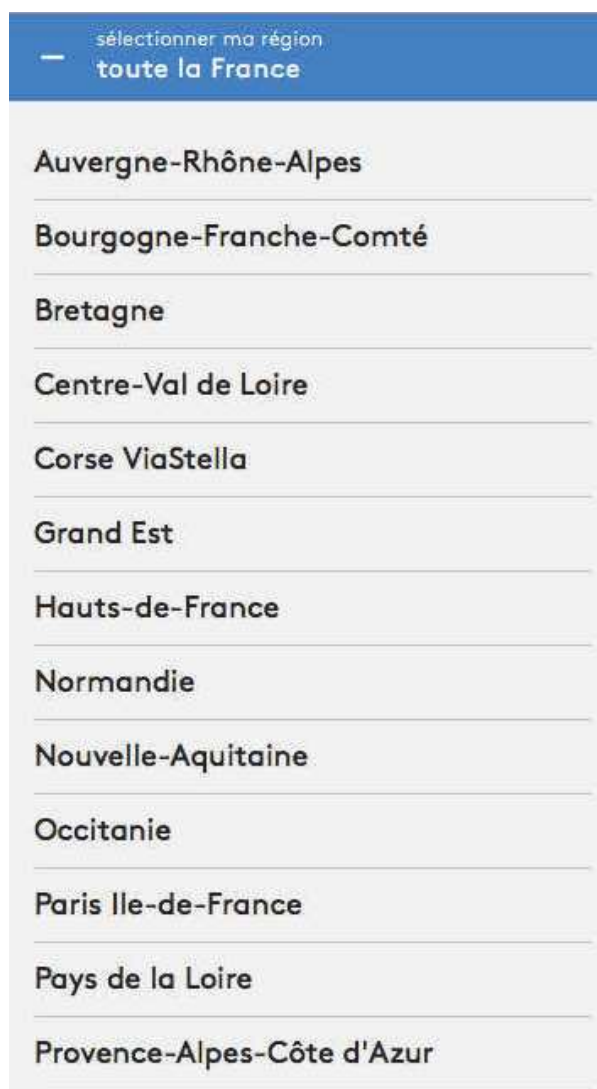 sélectionner ma région
toute la France
Auvergne-Rhône-Alpes
Bourgogne-Franche-Comté
Bretagne
Centre-Val de Loire
Corse ViaStella
Grand Est
Hauts-de-France
Normandie
Nouvelle-Aquitaine
Occitanie
Paris Ile-de-France
Pays de la Loire
Provence-Alpes-Côte d'Azur